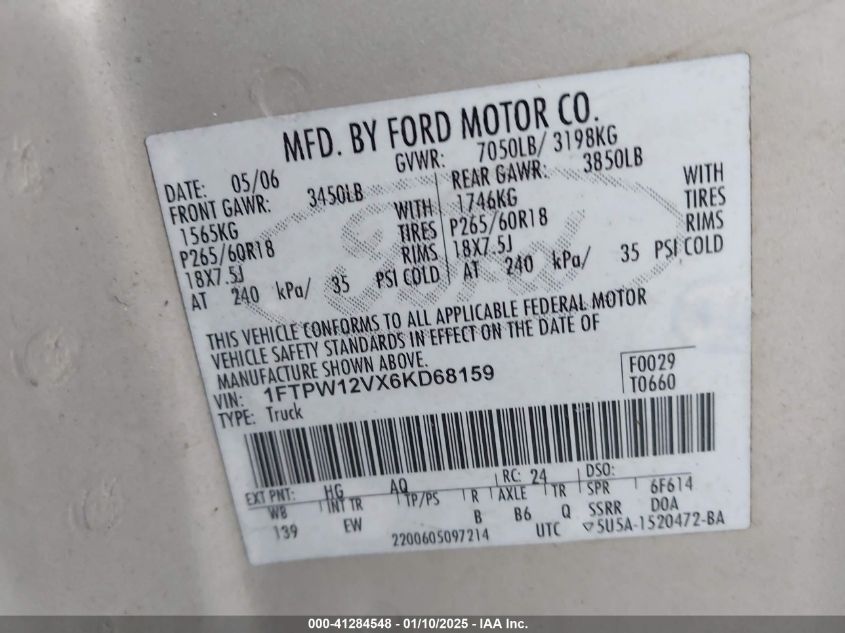 MFD. BY FORD MOTOR CO.
DATE: 05/06 GVWR: 7050LB/ 3198KG
FRONT GAWR: 3450LB REAR GAWR: 3850LB
1565KG WITH 1746KG WITH
P265/60R18 TIRES P265/60R18 TIRES
18X7.5J RIMS 18X7.5J RIMS
AT 240 kPa/ 35 PSI COLD AT 240 kPa/ 35 PSI COLD
Ford
THIS VEHICLE CONFORMS TO ALL APPLICABLE FEDERAL MOTOR
VEHICLE SAFETY STANDARDS IN EFFECT ON THE DATE OF
MANUFACTURE SHOWN ABOVE.
VIN: 1FTPW12VX6KD68159 F0029
TYPE: Truck T0660
EXT PNT: HG AQ RC: 24 DSO:
WB INT TR TP/PS R AXLE TR SPR 6F614
139 EW B B6 Q SSRR DOA
2200605097214 UTC ▽5U5A-1520472-BA
000-41284548 - 01/10/2025 - IAA Inc.